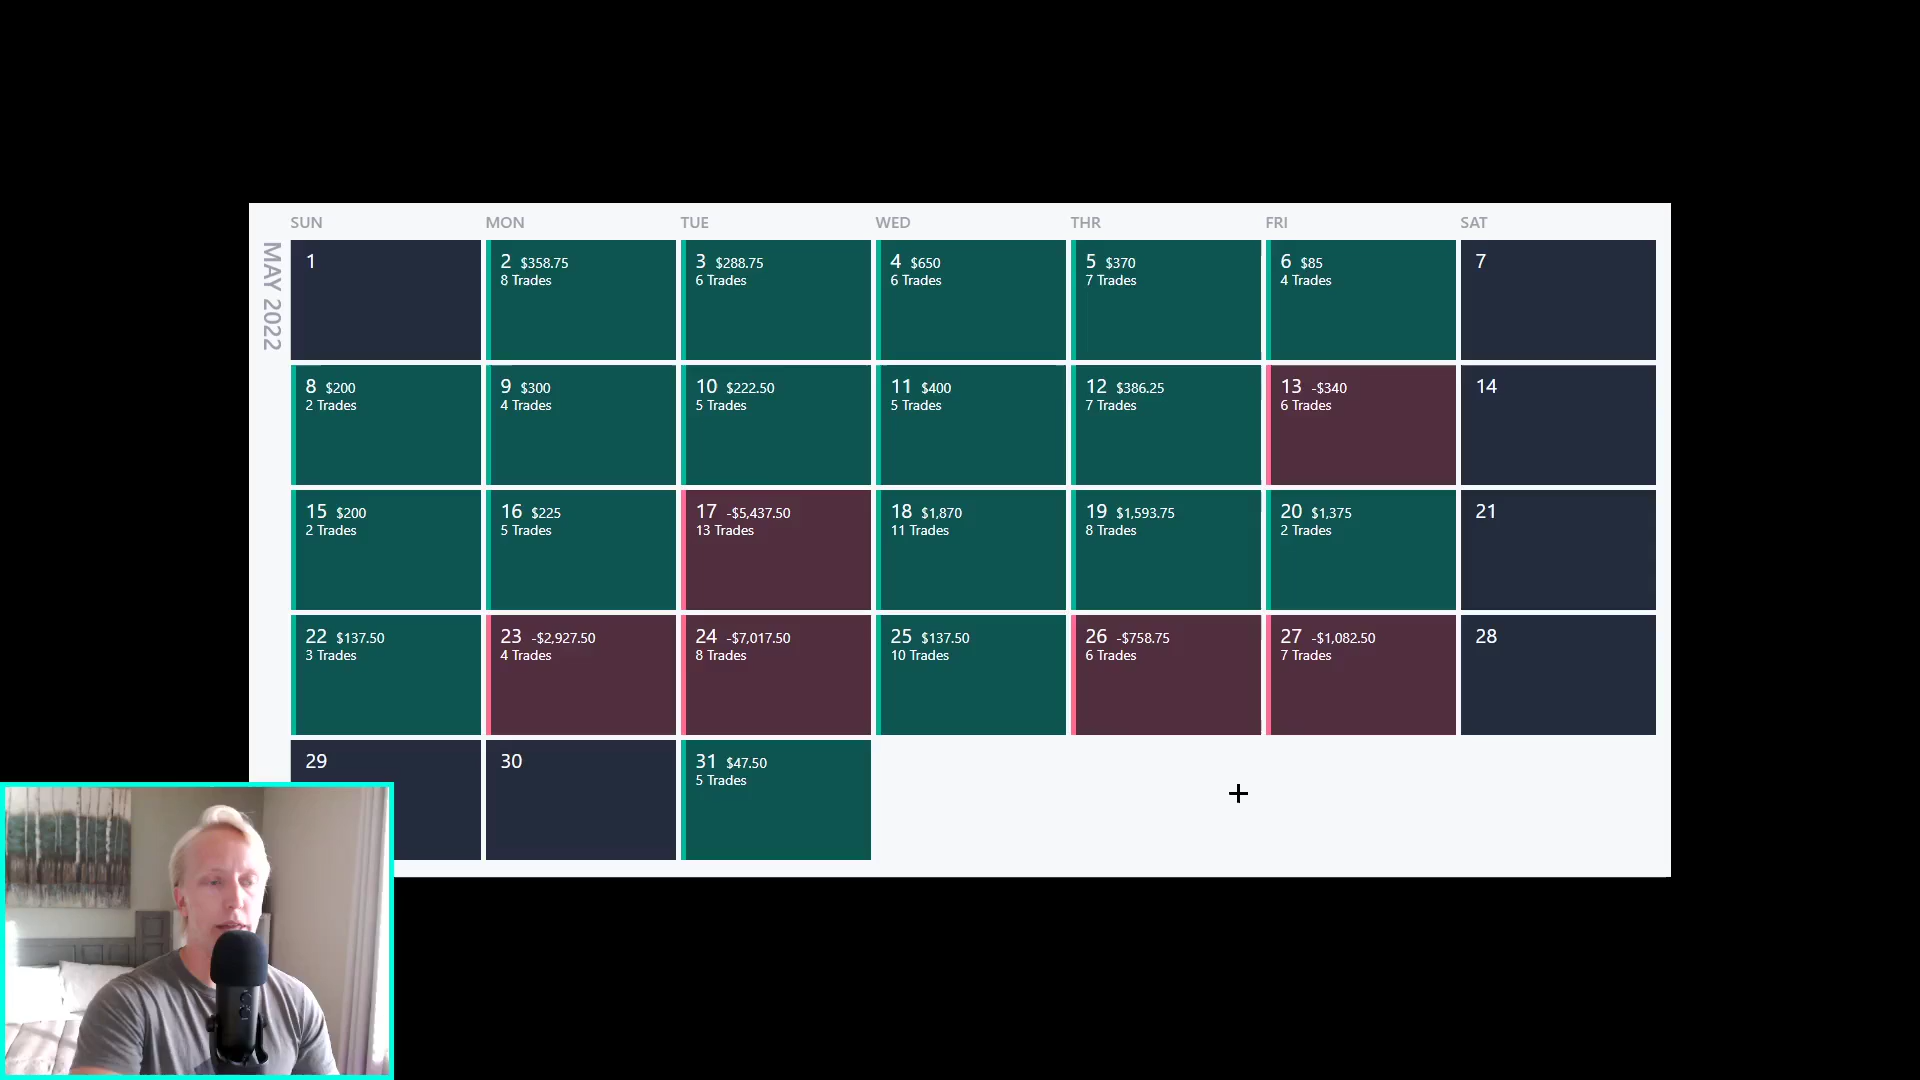 SUN MON TUE WED THR FRI SAT
MAY 2022
1
2 $358.75
8 Trades
3 $288.75
6 Trades
4 $650
6 Trades
5 $370
7 Trades
6 $85
4 Trades
7
8 $200
2 Trades
9 $300
4 Trades
10 $222.50
5 Trades
11 $400
5 Trades
12 $386.25
7 Trades
13 -$340
6 Trades
14
15 $200
2 Trades
16 $225
5 Trades
17 -$5,437.50
13 Trades
18 $1,870
11 Trades
19 $1,593.75
8 Trades
20 $1,375
2 Trades
21
22 $137.50
3 Trades
23 -$2,927.50
4 Trades
24 -$7,017.50
8 Trades
25 $137.50
10 Trades
26 -$758.75
6 Trades
27 -$1,082.50
7 Trades
28
29
30
31 $47.50
5 Trades